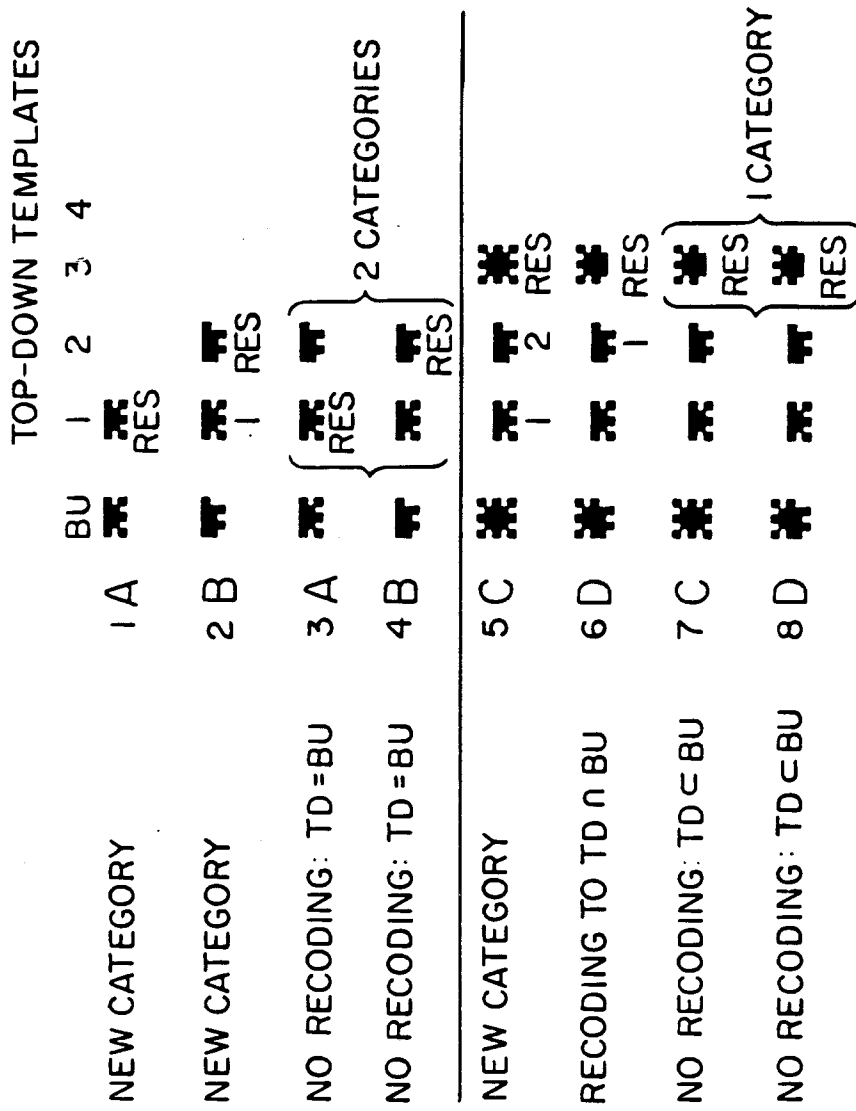 TOP-DOWN TEMPLATES
BU 1 2 3 4
NEW CATEGORY 1 A RES
NEW CATEGORY 2 B 1 RES
NO RECODING: TD = BU 3 A RES
2 CATEGORIES
NO RECODING: TD = BU 4 B RES
NEW CATEGORY 5 C 1 2 RES
RECODING TO TD ∩ BU 6 D 1 RES
NO RECODING: TD ⊂ BU 7 C RES
1 CATEGORY
NO RECODING: TD ⊂ BU 8 D RES